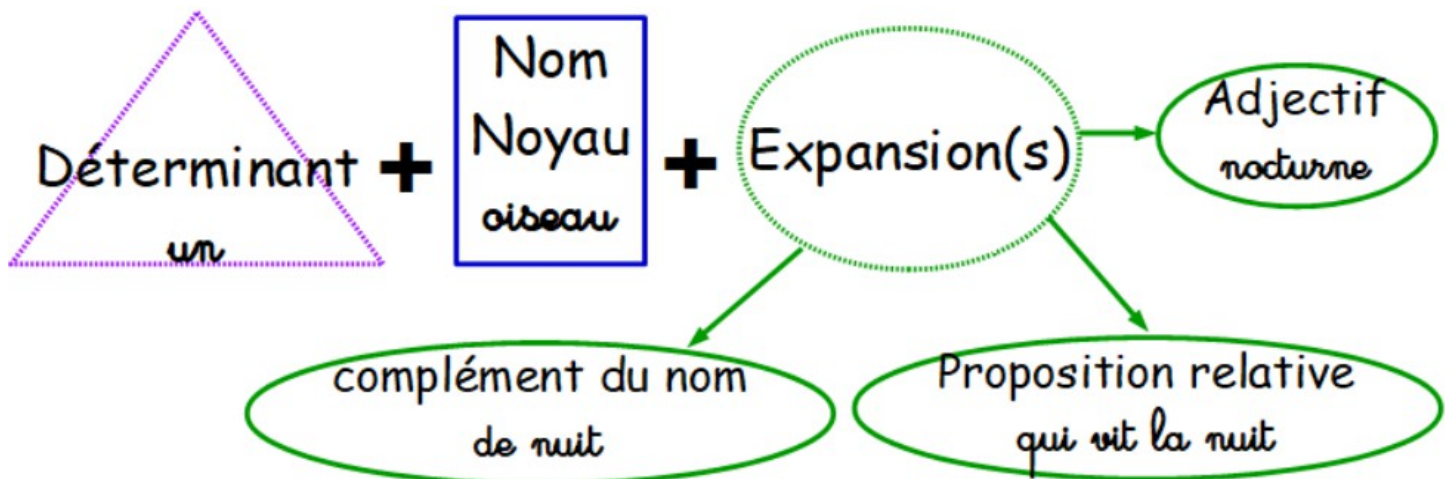 Déterminant
un
+
Nom
Noyau
oiseau
+
Expansion(s)
Adjectif
nocturne
complément du nom
de nuit
Proposition relative
qui vit la nuit